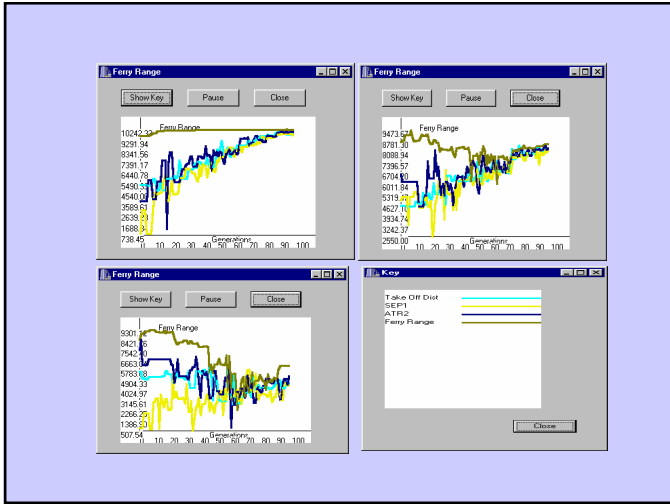 Ferry Range
Show Key Pause Close
Ferry Range
10242.33
9291.94
8341.56
7391.17
6440.78
5490.39
4540.00
3589.61
2639.23
1688.84
738.45
Generations
0 10 20 30 40 50 60 70 80 90 100
Ferry Range
Show Key Pause Close
Ferry Range
9473.67
8781.30
8088.94
7396.57
6704.20
6011.84
5319.47
4627.10
3934.74
3242.37
2550.00
Generations
0 10 20 30 40 50 60 70 80 90 100
Ferry Range
Show Key Pause Close
Ferry Range
9301.12
8421.76
7542.40
6663.04
5783.68
4904.33
4024.97
3145.61
2266.25
1386.90
507.54
Generations
0 10 20 30 40 50 60 70 80 90 100
Key
Take Off Dist
SEP1
ATR2
Ferry Range
Close